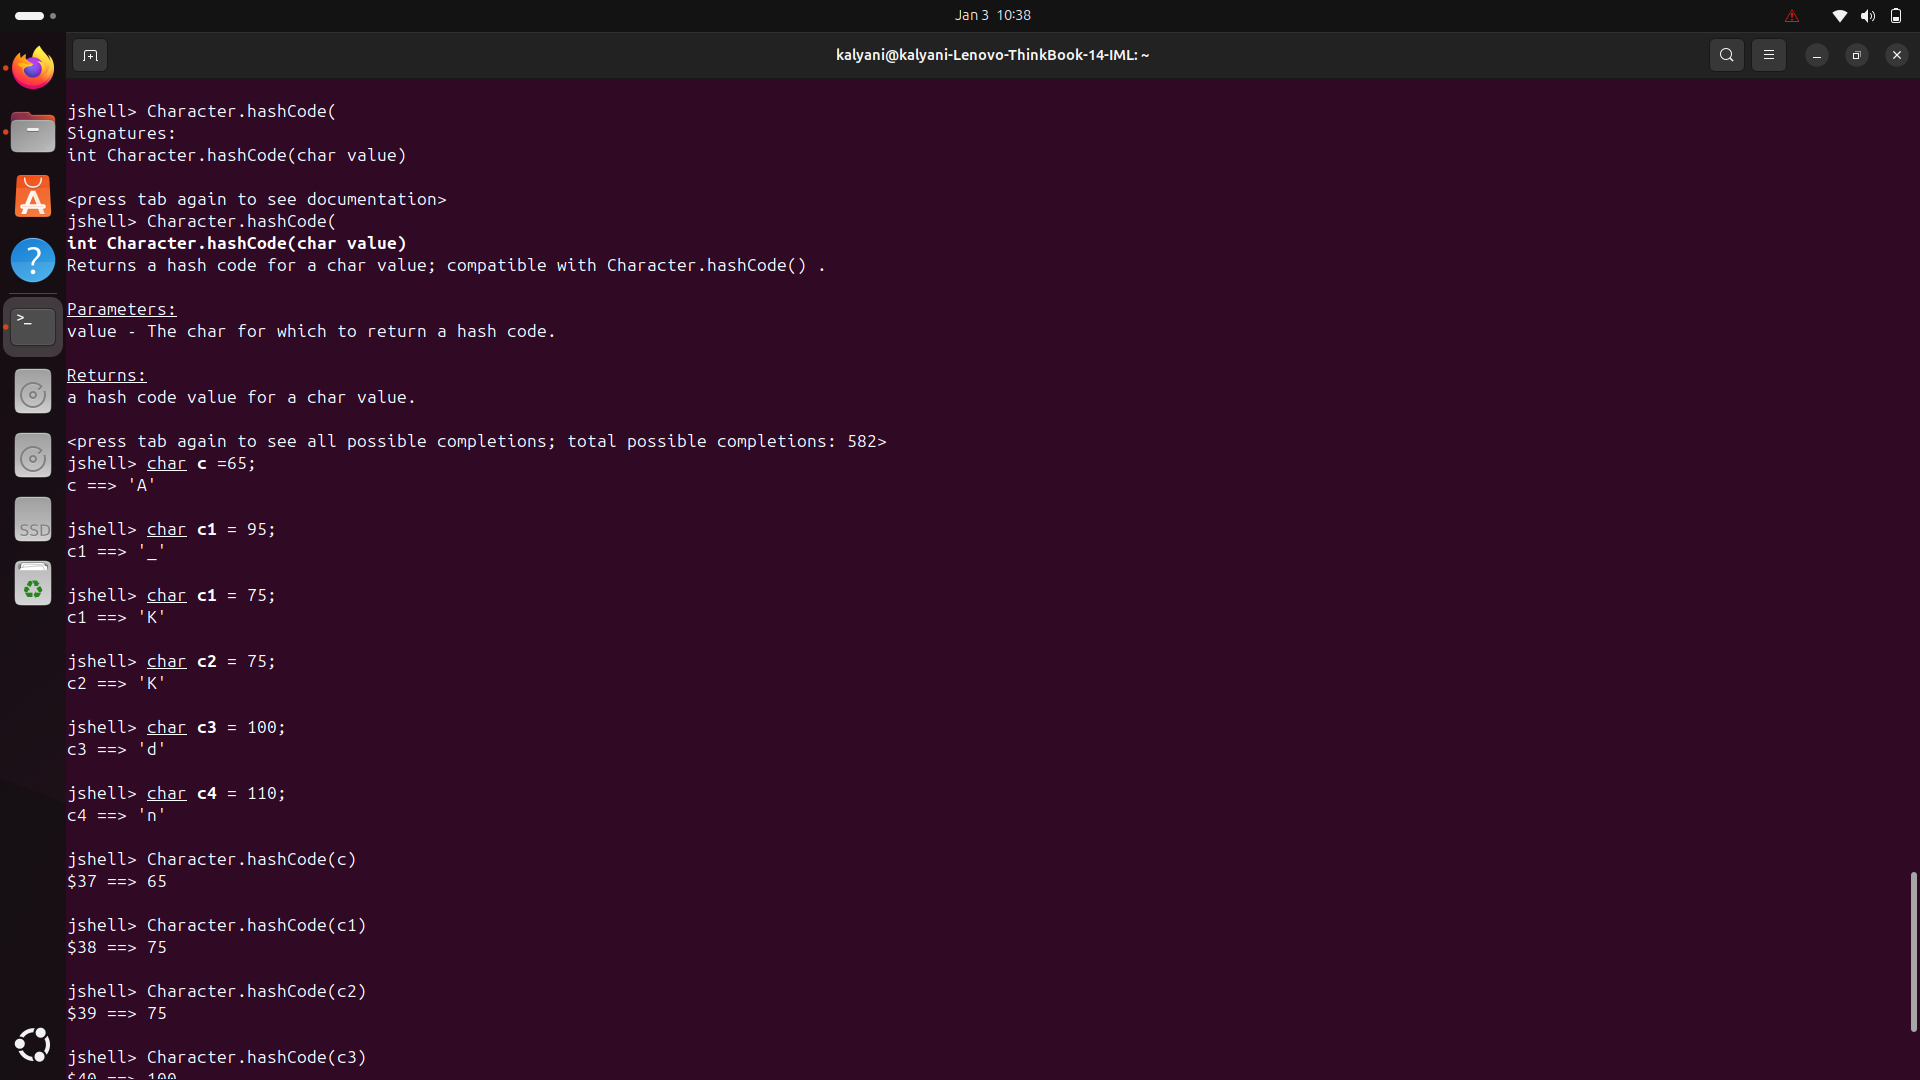 Jan 3 10:38
kalyani@kalyani-Lenovo-ThinkBook-14-IML: ~
jshell> Character.hashCode(
Signatures:
int Character.hashCode(char value)
<press tab again to see documentation>
jshell> Character.hashCode(
int Character.hashCode(char value)
Returns a hash code for a char value; compatible with Character.hashCode() .
Parameters:
value - The char for which to return a hash code.
Returns:
a hash code value for a char value.
<press tab again to see all possible completions; total possible completions: 582>
jshell> char c =65;
c ==> 'A'
jshell> char c1 = 95;
c1 ==> '_'
jshell> char c1 = 75;
c1 ==> 'K'
jshell> char c2 = 75;
c2 ==> 'K'
jshell> char c3 = 100;
c3 ==> 'd'
jshell> char c4 = 110;
c4 ==> 'n'
jshell> Character.hashCode(c)
$37 ==> 65
jshell> Character.hashCode(c1)
$38 ==> 75
jshell> Character.hashCode(c2)
$39 ==> 75
jshell> Character.hashCode(c3)
$40 ==> 100
SSD